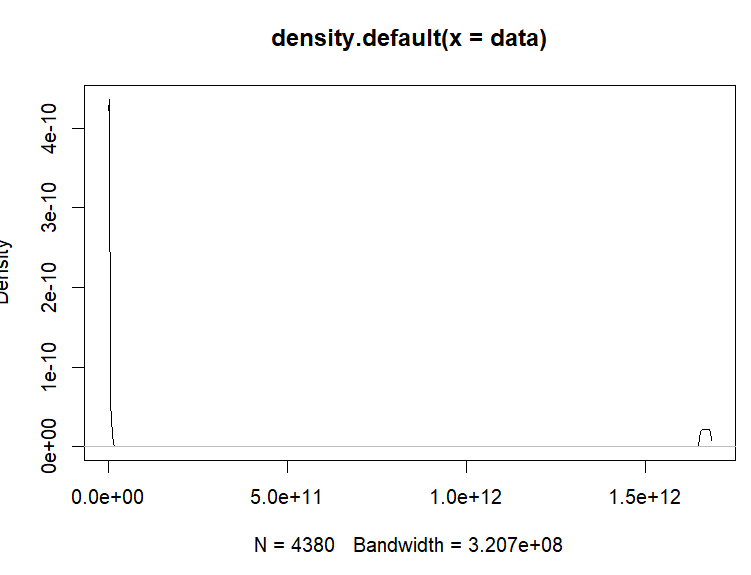 density.default(x = data)
Density
4e-10
3e-10
2e-10
1e-10
0e+00
0.0e+00 5.0e+11 1.0e+12 1.5e+12
N = 4380 Bandwidth = 3.207e+08